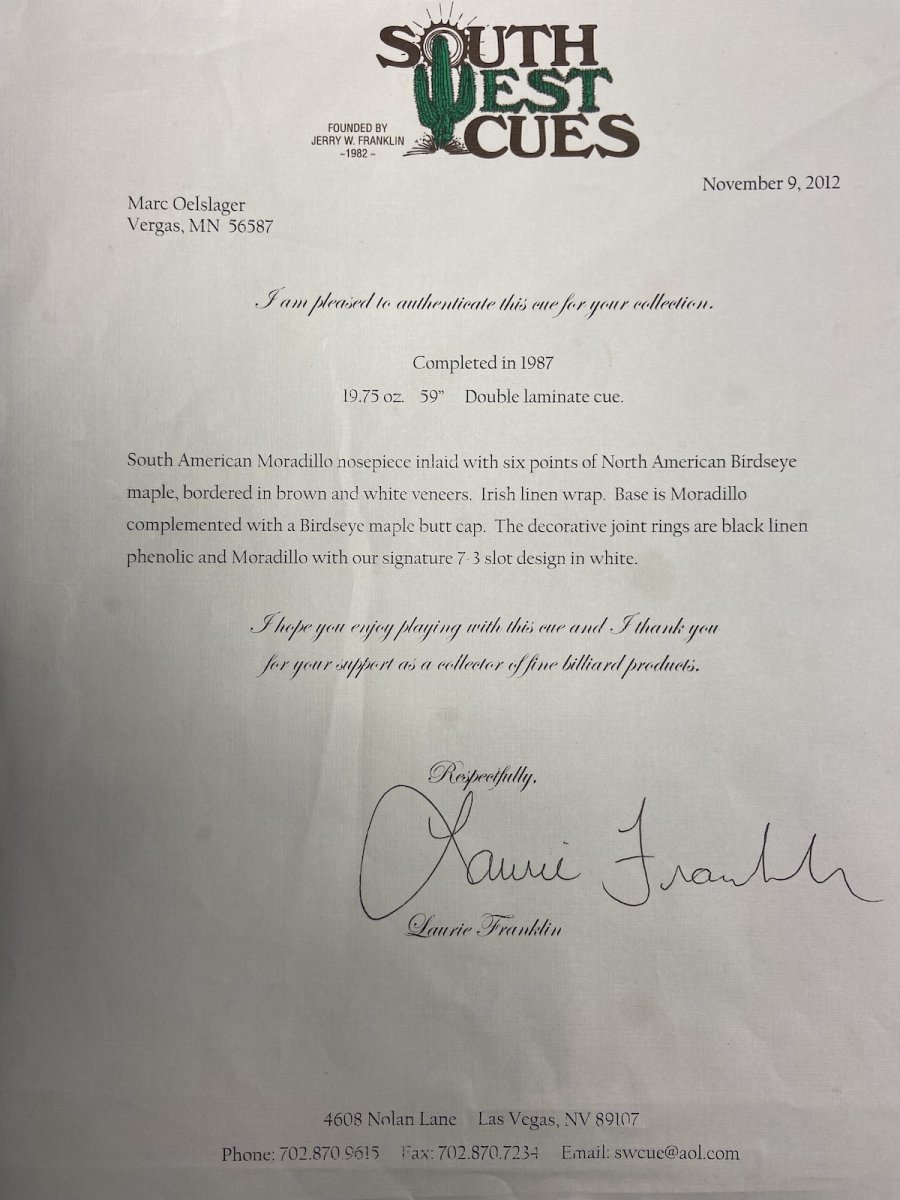 SOUTH
WEST
CUES
FOUNDED BY
JERRY W. FRANKLIN
~1982~
November 9, 2012
Marc Oelslager
Vergas, MN 56587
I am pleased to authenticate this cue for your collection.
Completed in 1987
19.75 oz. 59” Double laminate cue.
South American Moradillo nosepiece inlaid with six points of North American Birdseye
maple, bordered in brown and white veneers. Irish linen wrap. Base is Moradillo
complemented with a Birdseye maple butt cap. The decorative joint rings are black linen
phenolic and Moradillo with our signature 7-3 slot design in white.
I hope you enjoy playing with this cue and I thank you
for your support as a collector of fine billiard products.
Respectfully,
Laurie Franklin
Laurie Franklin
4608 Nolan Lane Las Vegas, NV 89107
Phone: 702.870.9615 Fax: 702.870.7234 Email: swcue@aol.com